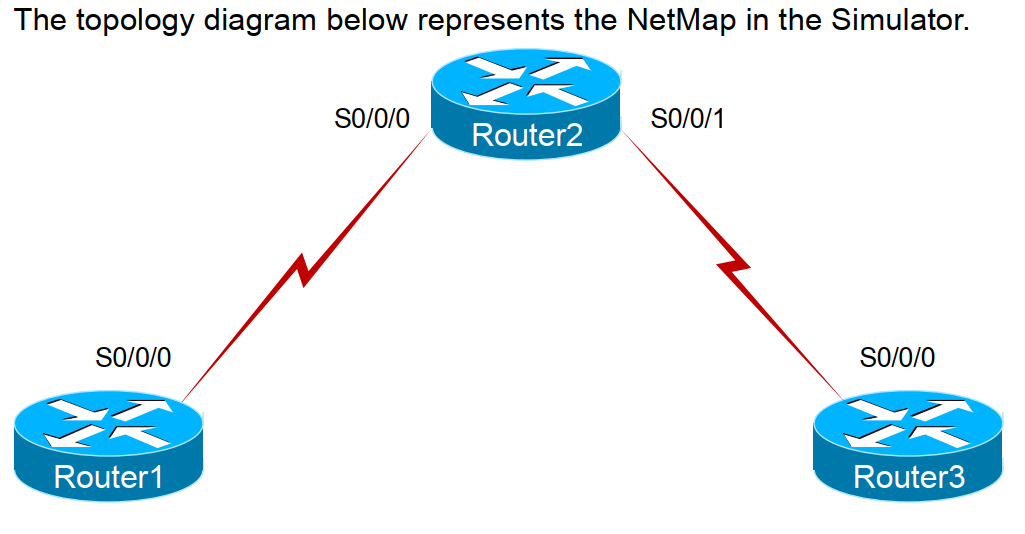 The topology diagram below represents the NetMap in the Simulator.
S0/0/0
S0/0/1
Router2
S0/0/0
S0/0/0
Router1
Router3